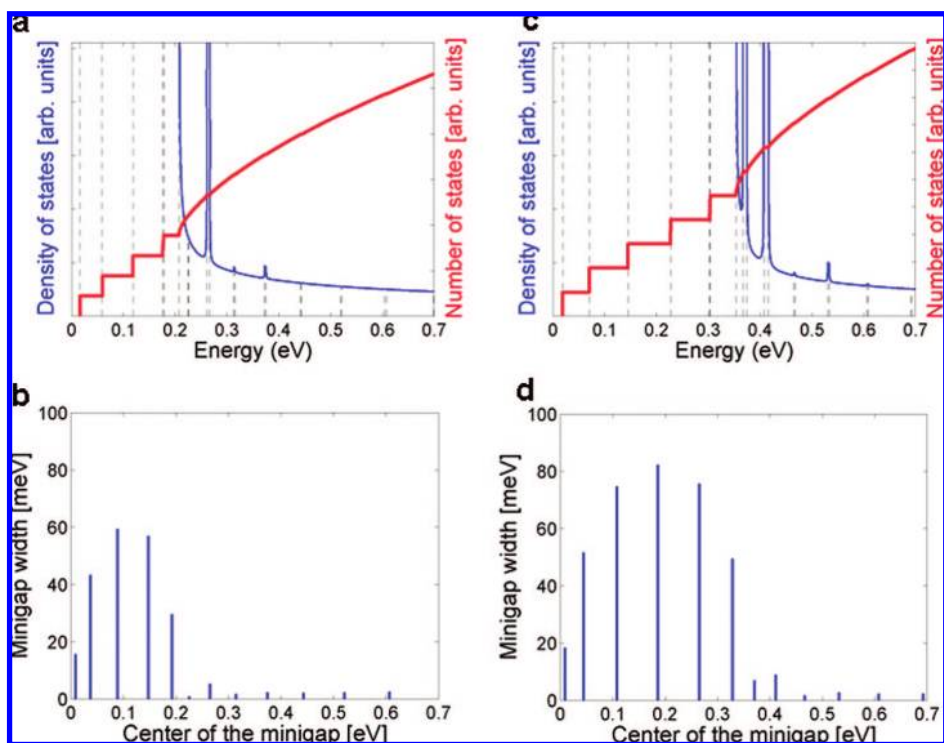 a
Density of states [arb. units]
Number of states [arb. units]
0 0.1 0.2 0.3 0.4 0.5 0.6 0.7
Energy (eV)
c
Density of states [arb. units]
Number of states [arb. units]
0 0.1 0.2 0.3 0.4 0.5 0.6 0.7
Energy (eV)
b
Minigap width [meV]
100
80
60
40
20
0
0 0.1 0.2 0.3 0.4 0.5 0.6 0.7
Center of the minigap [eV]
d
Minigap width [meV]
100
80
60
40
20
0
0 0.1 0.2 0.3 0.4 0.5 0.6 0.7
Center of the minigap [eV]